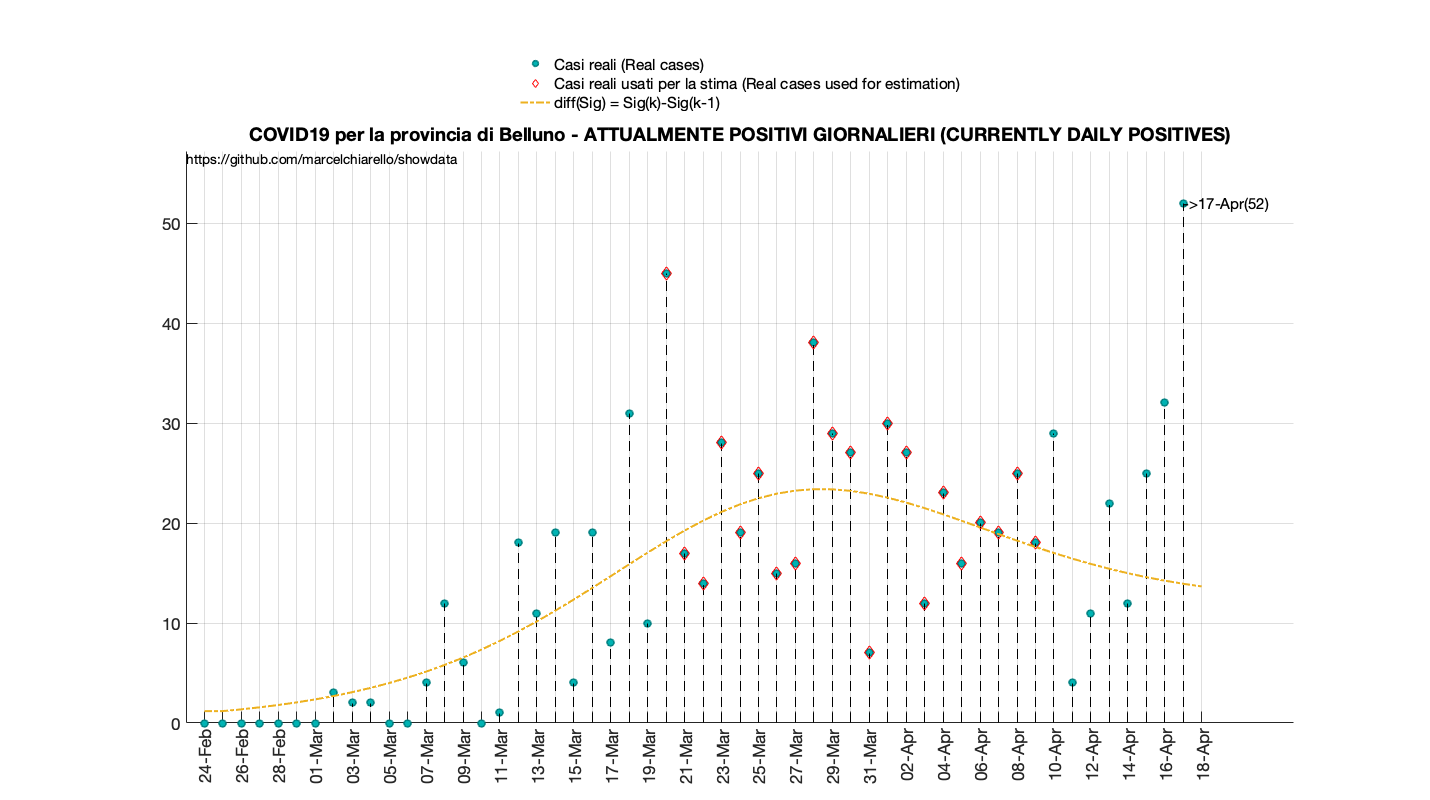 Casi reali (Real cases)
Casi reali usati per la stima (Real cases used for estimation)
diff(Sig) = Sig(k)-Sig(k-1)
COVID19 per la provincia di Belluno - ATTUALMENTE POSITIVI GIORNALIERI (CURRENTLY DAILY POSITIVES)
https://github.com/marcelchiarello/showdata
->17-Apr(52)
50
40
30
20
10
0
24-Feb
26-Feb
28-Feb
01-Mar
03-Mar
05-Mar
07-Mar
09-Mar
11-Mar
13-Mar
15-Mar
17-Mar
19-Mar
21-Mar
23-Mar
25-Mar
27-Mar
29-Mar
31-Mar
02-Apr
04-Apr
06-Apr
08-Apr
10-Apr
12-Apr
14-Apr
16-Apr
18-Apr